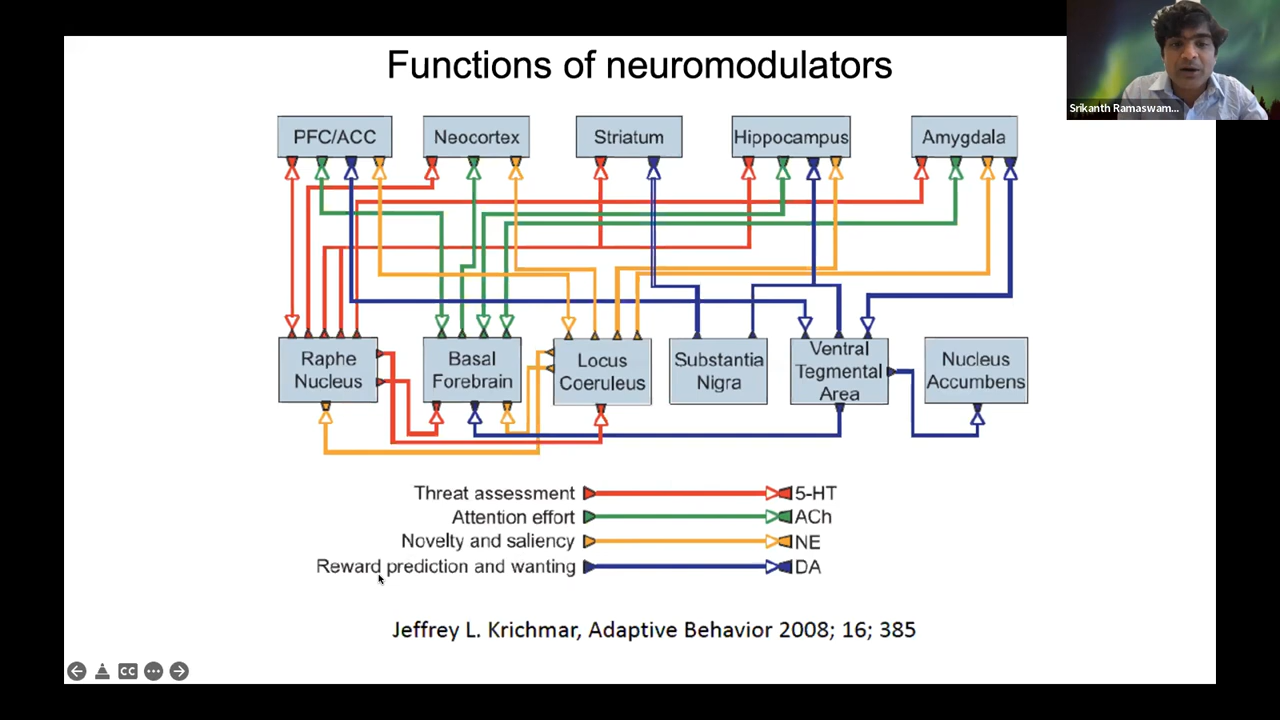 Functions of neuromodulators
Srikanth Ramaswam...
PFC/ACC
Neocortex
Striatum
Hippocampus
Amygdala
Raphe
Nucleus
Basal
Forebrain
Locus
Coeruleus
Substantia
Nigra
Ventral
Tegmental
Area
Nucleus
Accumbens
Threat assessment 5-HT
Attention effort ACh
Novelty and saliency NE
Reward prediction and wanting DA
Jeffrey L. Krichmar, Adaptive Behavior 2008; 16; 385
CC